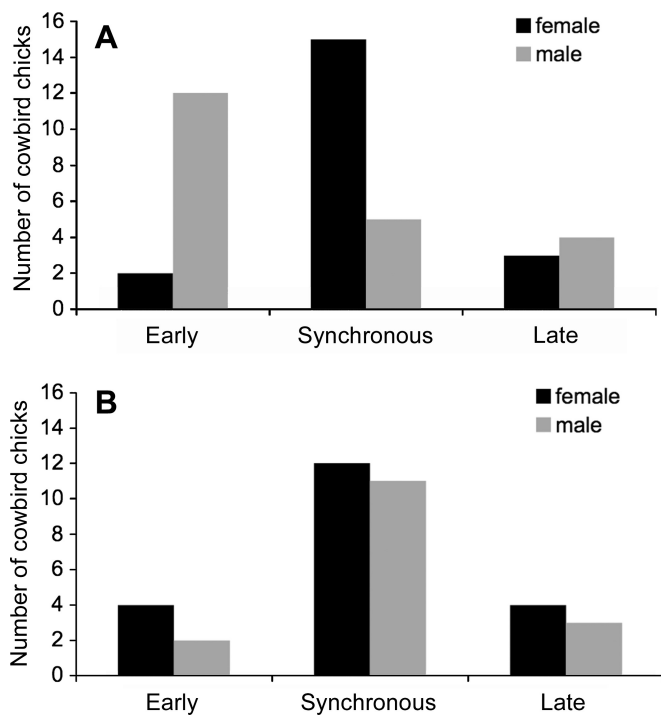 A
female
male
Number of cowbird chicks
16
14
12
10
8
6
4
2
0
Early Synchronous Late
B
female
male
Number of cowbird chicks
16
14
12
10
8
6
4
2
0
Early Synchronous Late